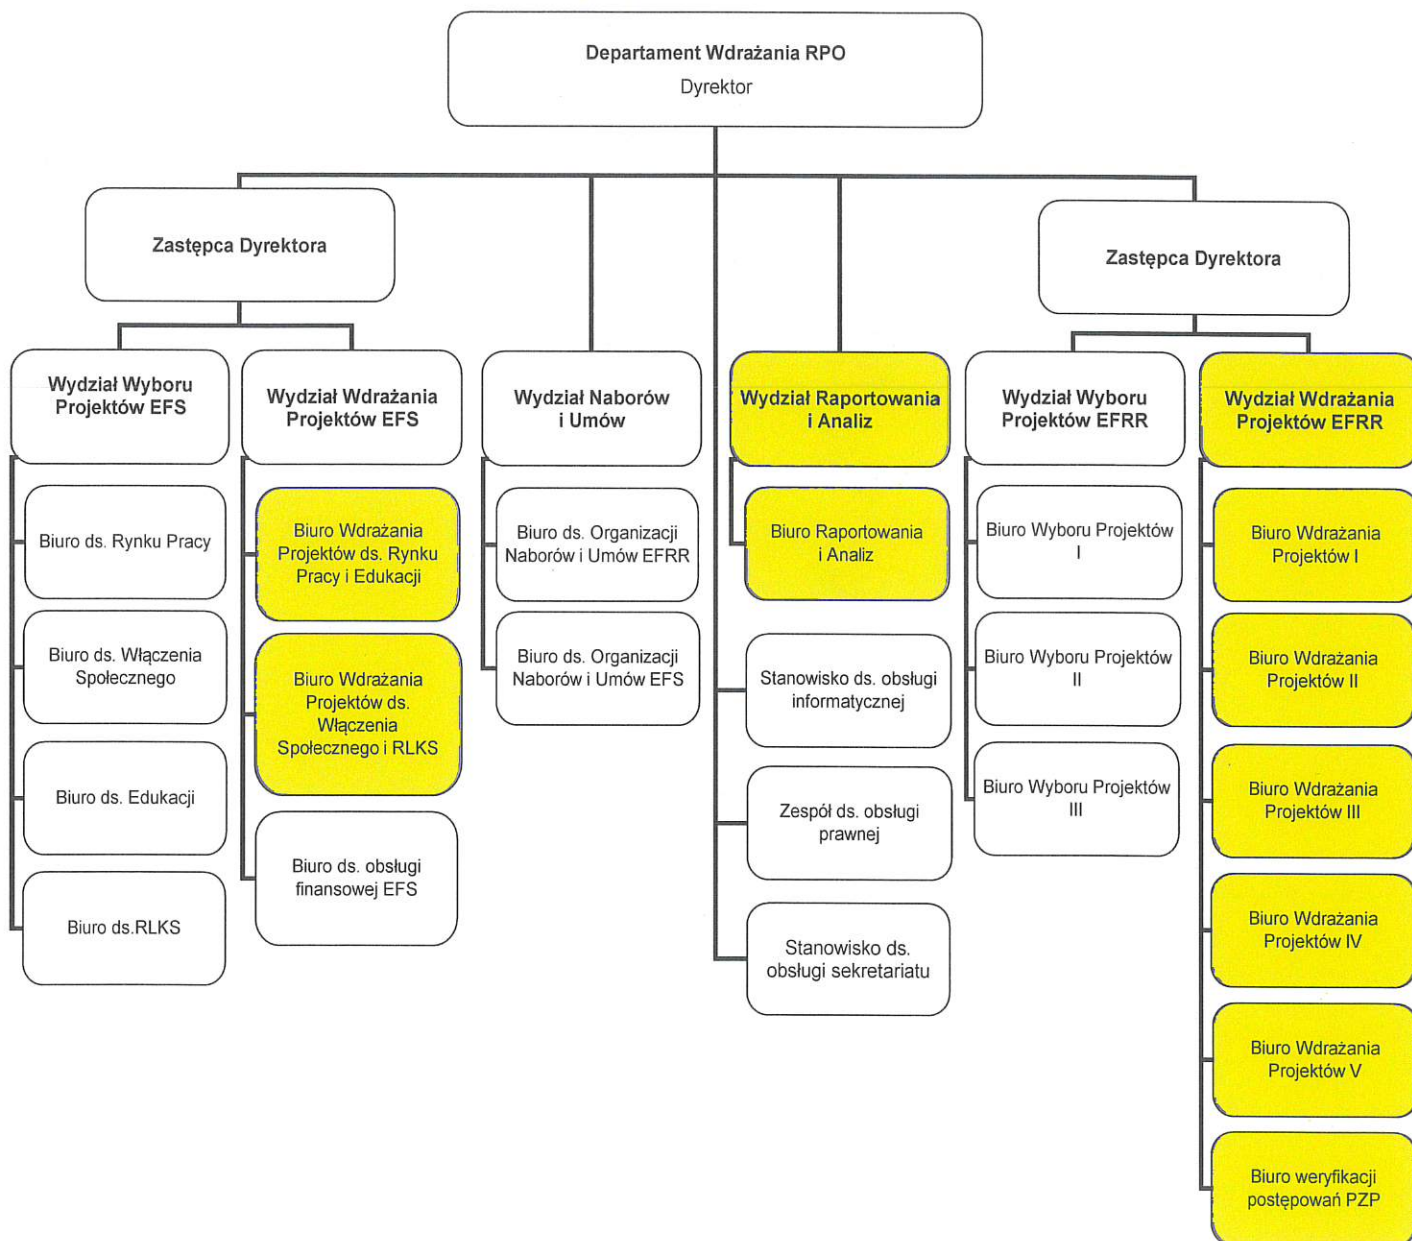 Departament Wdrażania RPO
Dyrektor
Zastępca Dyrektora
Zastępca Dyrektora
Wydział Wyboru
Projektów EFS
Wydział Wdrażania
Projektów EFS
Wydział Naborów
i Umów
Wydział Raportowania
i Analiz
Wydział Wyboru
Projektów EFRR
Wydział Wdrażania
Projektów EFRR
Biuro ds. Rynku Pracy
Biuro ds. Włączenia
Społecznego
Biuro ds. Edukacji
Biuro ds.RLKS
Biuro Wdrażania
Projektów ds. Rynku
Pracy i Edukacji
Biuro Wdrażania
Projektów ds.
Włączenia
Społecznego i RLKS
Biuro ds. obsługi
finansowej EFS
Biuro ds. Organizacji
Naborów i Umów EFRR
Biuro ds. Organizacji
Naborów i Umów EFS
Biuro Raportowania
i Analiz
Stanowisko ds. obsługi
informatycznej
Zespół ds. obsługi
prawnej
Stanowisko ds.
obsługi sekretariatu
Biuro Wyboru Projektów
I
Biuro Wyboru Projektów
II
Biuro Wyboru Projektów
III
Biuro Wdrażania
Projektów I
Biuro Wdrażania
Projektów II
Biuro Wdrażania
Projektów III
Biuro Wdrażania
Projektów IV
Biuro Wdrażania
Projektów V
Biuro weryfikacji
postępowań PZP